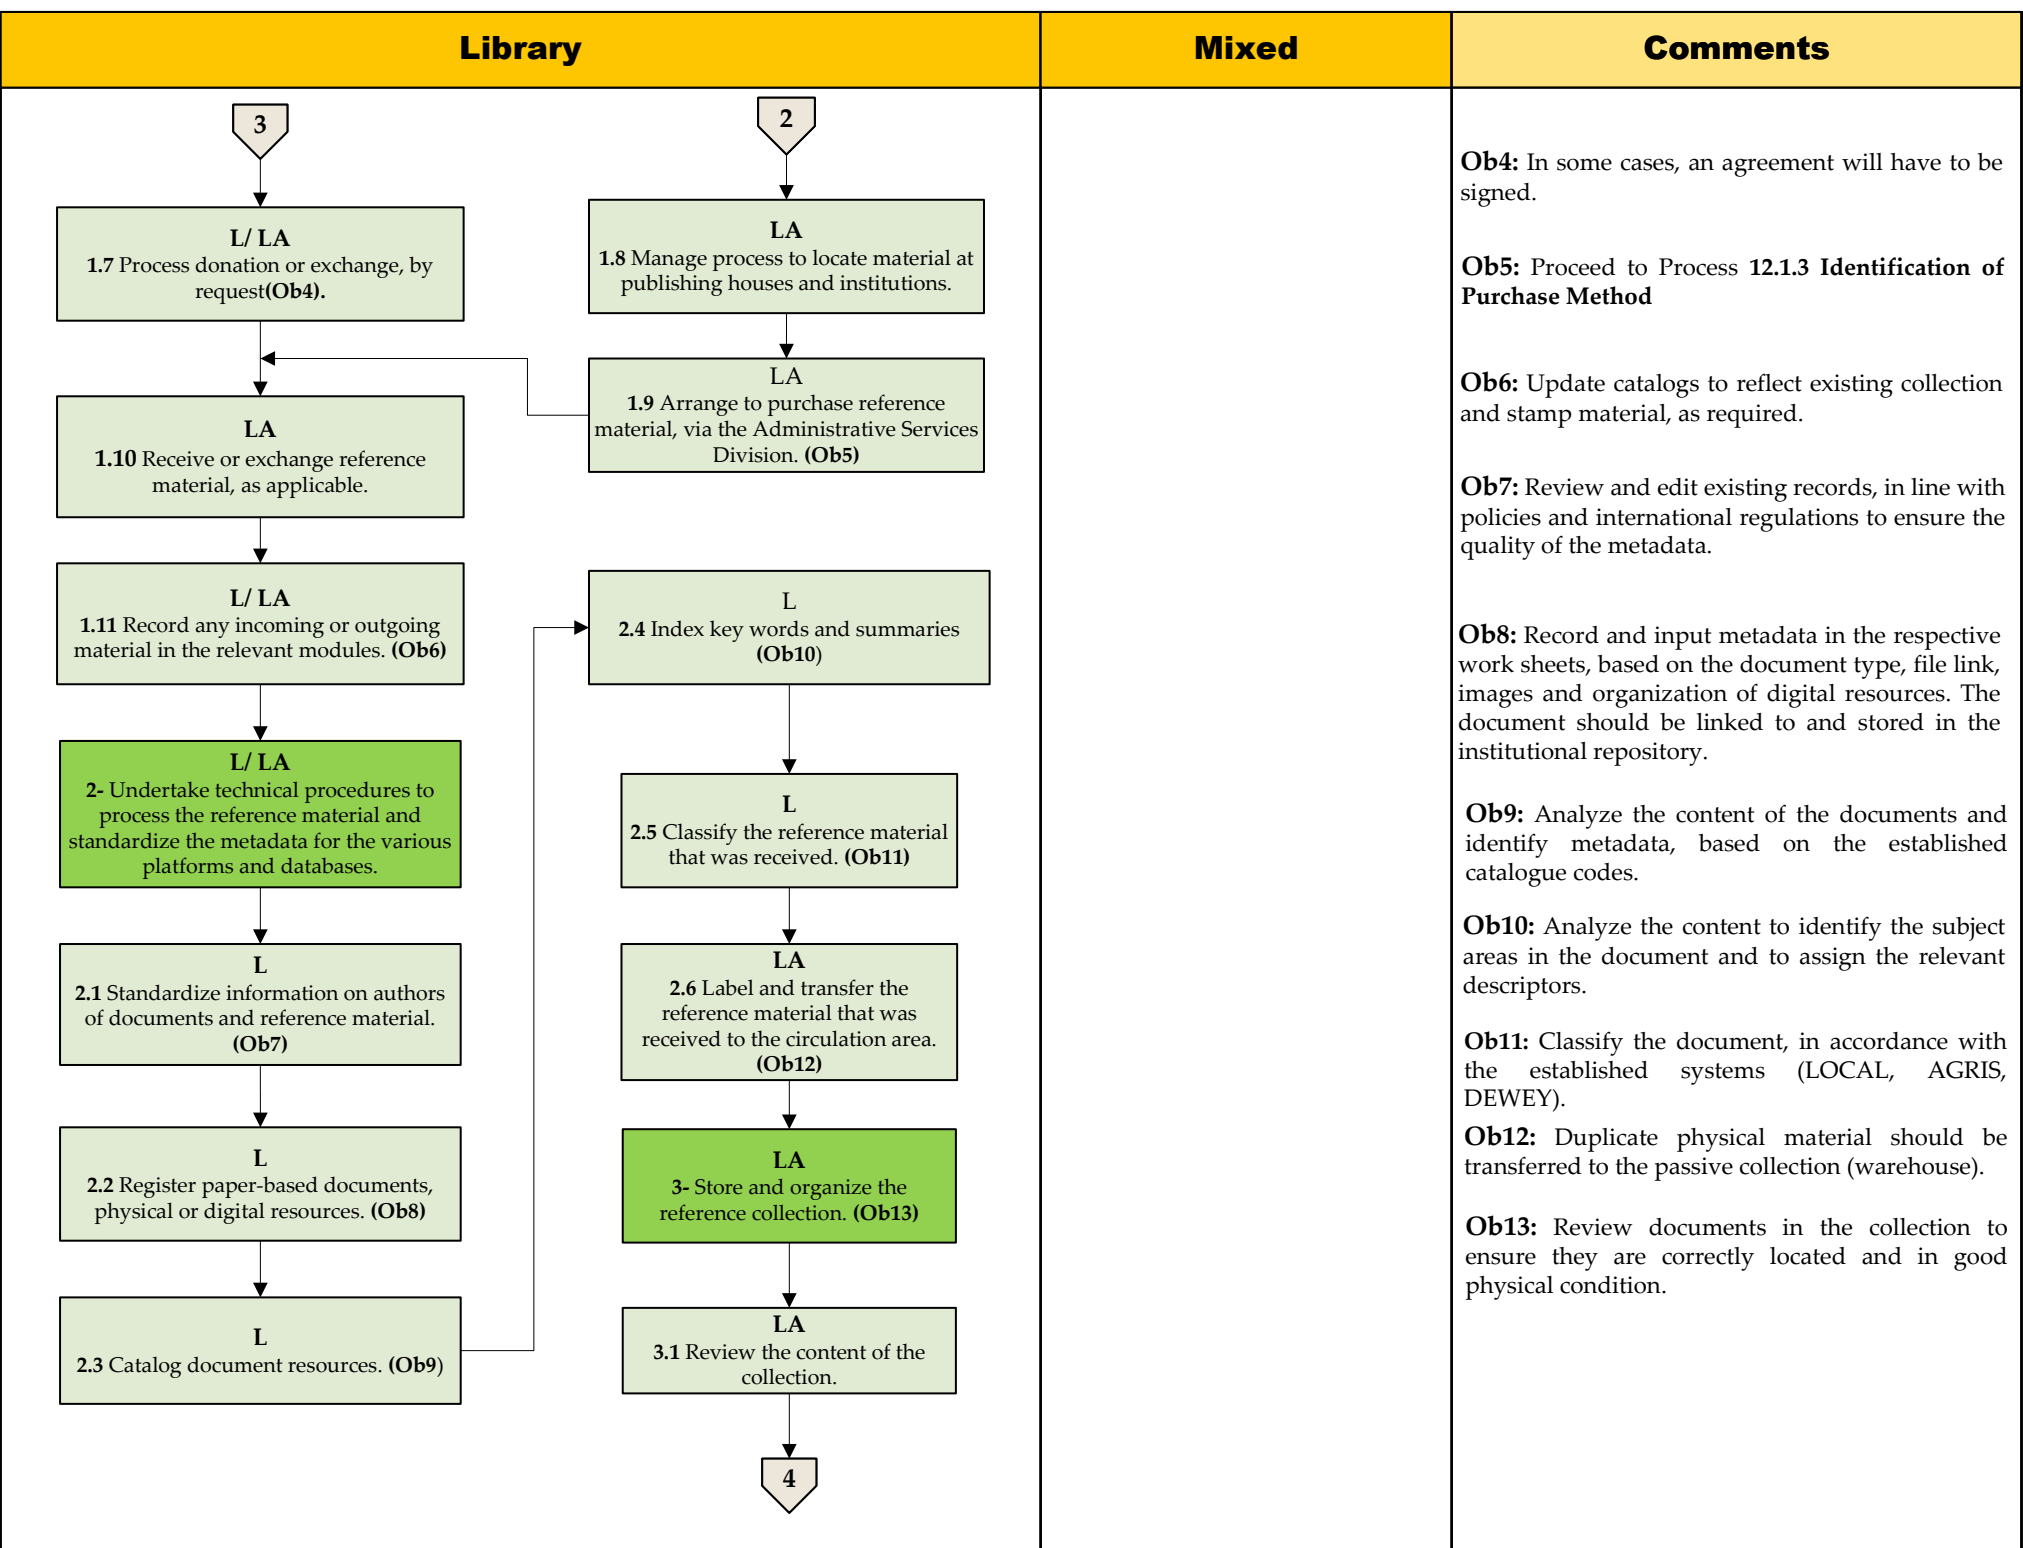 Library
Mixed
Comments
3
L/ LA
1.7 Process donation or exchange, by
request(Ob4).
LA
1.10 Receive or exchange reference
material, as applicable.
L/ LA
1.11 Record any incoming or outgoing
material in the relevant modules. (Ob6)
L/ LA
2- Undertake technical procedures to
process the reference material and
standardize the metadata for the various
platforms and databases.
L
2.1 Standardize information on authors
of documents and reference material.
(Ob7)
L
2.2 Register paper-based documents,
physical or digital resources. (Ob8)
L
2.3 Catalog document resources. (Ob9)
2
LA
1.8 Manage process to locate material at
publishing houses and institutions.
LA
1.9 Arrange to purchase reference
material, via the Administrative Services
Division. (Ob5)
L
2.4 Index key words and summaries
(Ob10)
L
2.5 Classify the reference material
that was received. (Ob11)
LA
2.6 Label and transfer the
reference material that was
received to the circulation area.
(Ob12)
LA
3- Store and organize the
reference collection. (Ob13)
LA
3.1 Review the content of the
collection.
4
Ob4: In some cases, an agreement will have to be
signed.
Ob5: Proceed to Process 12.1.3 Identification of
Purchase Method
Ob6: Update catalogs to reflect existing collection
and stamp material, as required.
Ob7: Review and edit existing records, in line with
policies and international regulations to ensure the
quality of the metadata.
Ob8: Record and input metadata in the respective
work sheets, based on the document type, file link,
images and organization of digital resources. The
document should be linked to and stored in the
institutional repository.
Ob9: Analyze the content of the documents and
identify metadata, based on the established
catalogue codes.
Ob10: Analyze the content to identify the subject
areas in the document and to assign the relevant
descriptors.
Ob11: Classify the document, in accordance with
the established systems (LOCAL, AGRIS,
DEWEY).
Ob12: Duplicate physical material should be
transferred to the passive collection (warehouse).
Ob13: Review documents in the collection to
ensure they are correctly located and in good
physical condition.